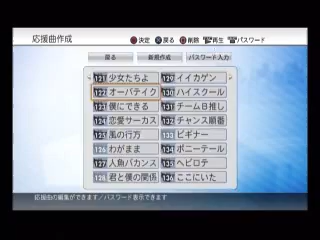 応援曲作成
決定 戻る 削除 再生 パスワード
戻る 新規作成 パスワード入力
121 少女たちよ
122 オーバテイク
123 僕にできる
124 恋愛サーカス
125 風の行方
126 わがまま
127 人魚バカンス
128 君と僕の関係
129 イイカゲン
130 ハイスクール
131 チームB推し
132 チャンス順番
133 ビギナー
134 ポニーテール
135 ヘビロテ
136 ここにいた
応援曲の編集ができます/パスワード表示できます